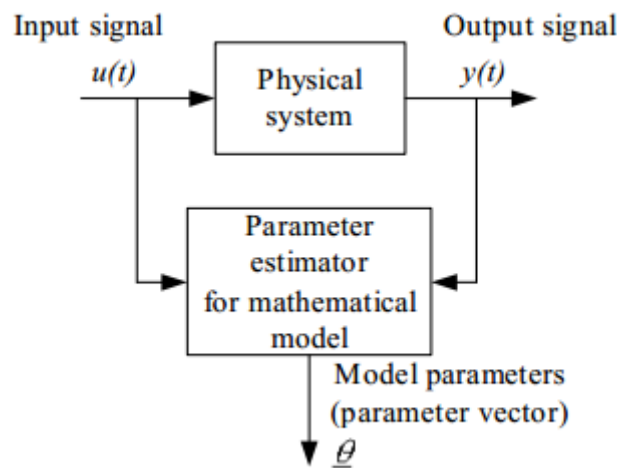 Input signal
Output signal
u(t)
Physical
system
y(t)
Parameter
estimator
for mathematical
model
Model parameters
(parameter vector)
θ